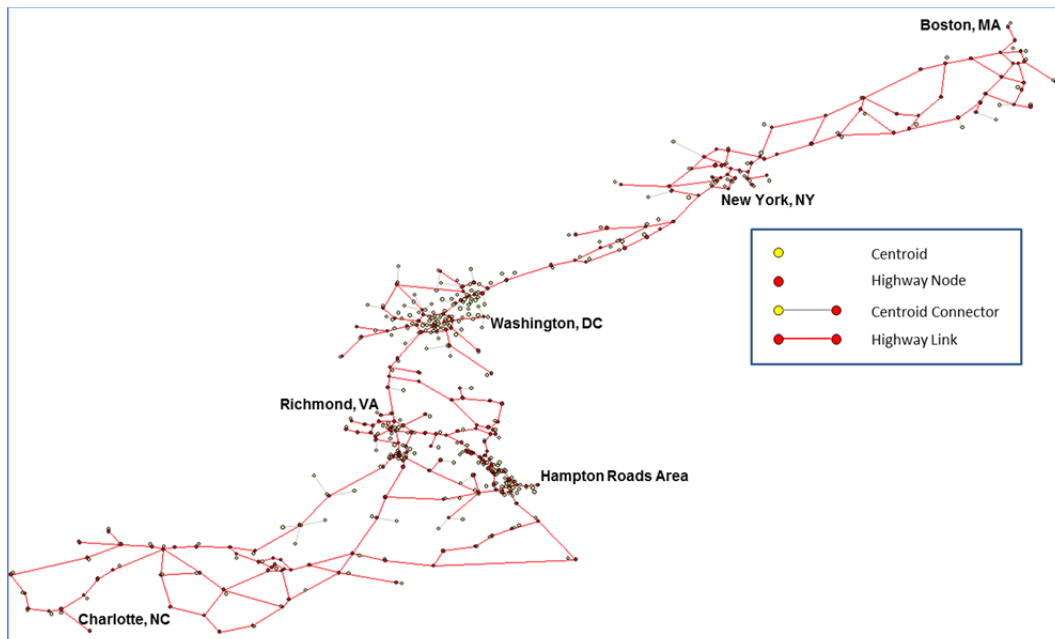 Boston, MA
New York, NY
Centroid
Highway Node
Centroid Connector
Highway Link
Washington, DC
Richmond, VA
Hampton Roads Area
Charlotte, NC